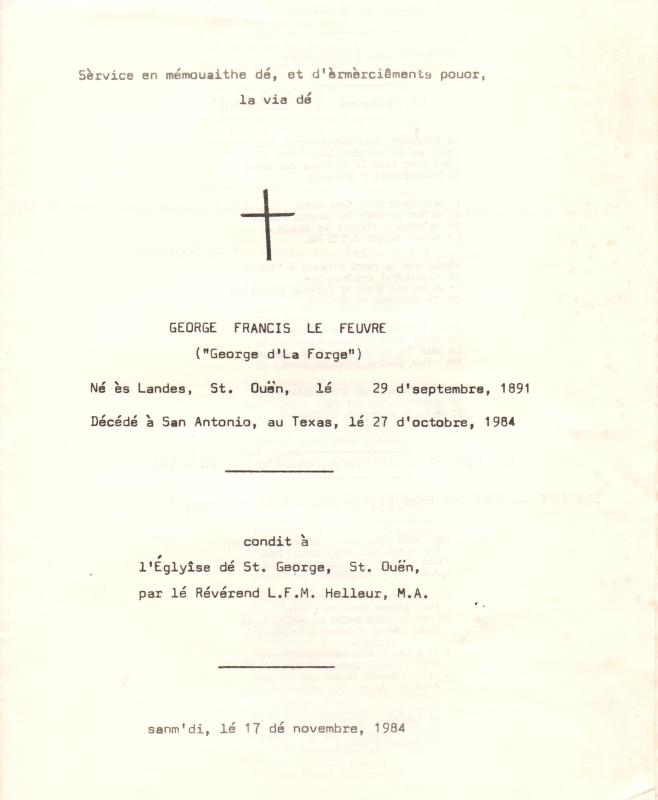 Sèrvice en mémouaithe dé, et d'èrmèrciêments pouor,
la vie dé
GEORGE FRANCIS LE FEUVRE
("George d'La Forge")
Né ès Landes, St. Ouën, lé 29 d'septembre, 1891
Décédé à San Antonio, au Texas, lé 27 d'octobre, 1984
condit à
l'Églyîse dé St. George, St. Ouën,
par lé Révérend L.F.M. Helleur, M.A.
sanm'di, lé 17 dé novembre, 1984